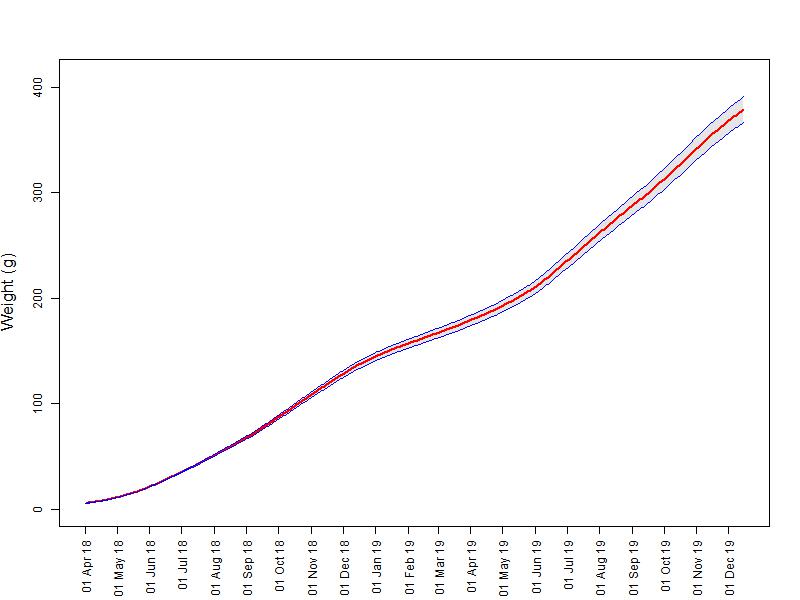 400
300
200
100
0
Weight (g)
01 Apr 18
01 May 18
01 Jun 18
01 Jul 18
01 Aug 18
01 Sep 18
01 Oct 18
01 Nov 18
01 Dec 18
01 Jan 19
01 Feb 19
01 Mar 19
01 Apr 19
01 May 19
01 Jun 19
01 Jul 19
01 Aug 19
01 Sep 19
01 Oct 19
01 Nov 19
01 Dec 19